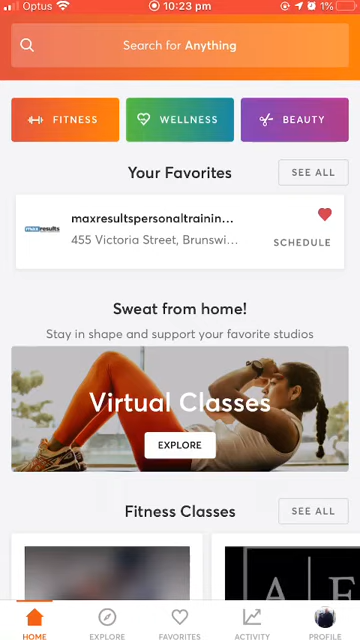 Optus 10:23 pm 1%
Search for Anything
FITNESS WELLNESS BEAUTY
Your Favorites SEE ALL
maxresultspersonaltrainin...
max results
455 Victoria Street, Brunswi...
SCHEDULE
Sweat from home!
Stay in shape and support your favorite studios
Virtual Classes
EXPLORE
Fitness Classes SEE ALL
A F
HOME EXPLORE FAVORITES ACTIVITY PROFILE